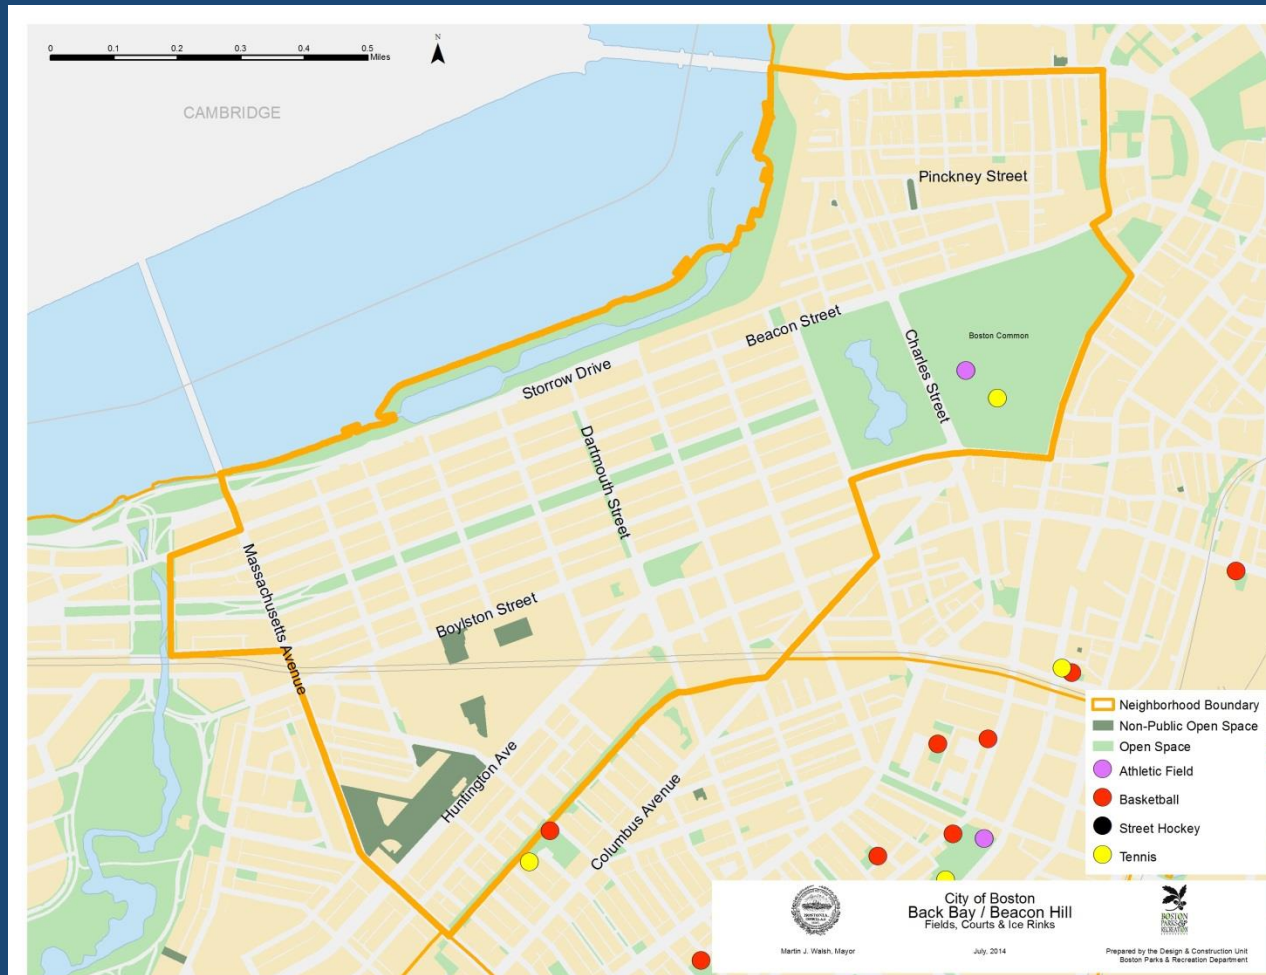 0 0.1 0.2 0.3 0.4 0.5
Miles
N
CAMBRIDGE
Pinckney Street
Beacon Street
Boston Common
Charles Street
Storrow Drive
Dartmouth Street
Massachusetts Avenue
Boylston Street
Huntington Ave
Columbus Avenue
Neighborhood Boundary
Non-Public Open Space
Open Space
Athletic Field
Basketball
Street Hockey
Tennis
City of Boston
Back Bay / Beacon Hill
Fields, Courts & Ice Rinks
Martin J. Walsh, Mayor
July, 2014
BOSTON
PARKS &
RECREATION
Prepared by the Design & Construction Unit
Boston Parks & Recreation Department